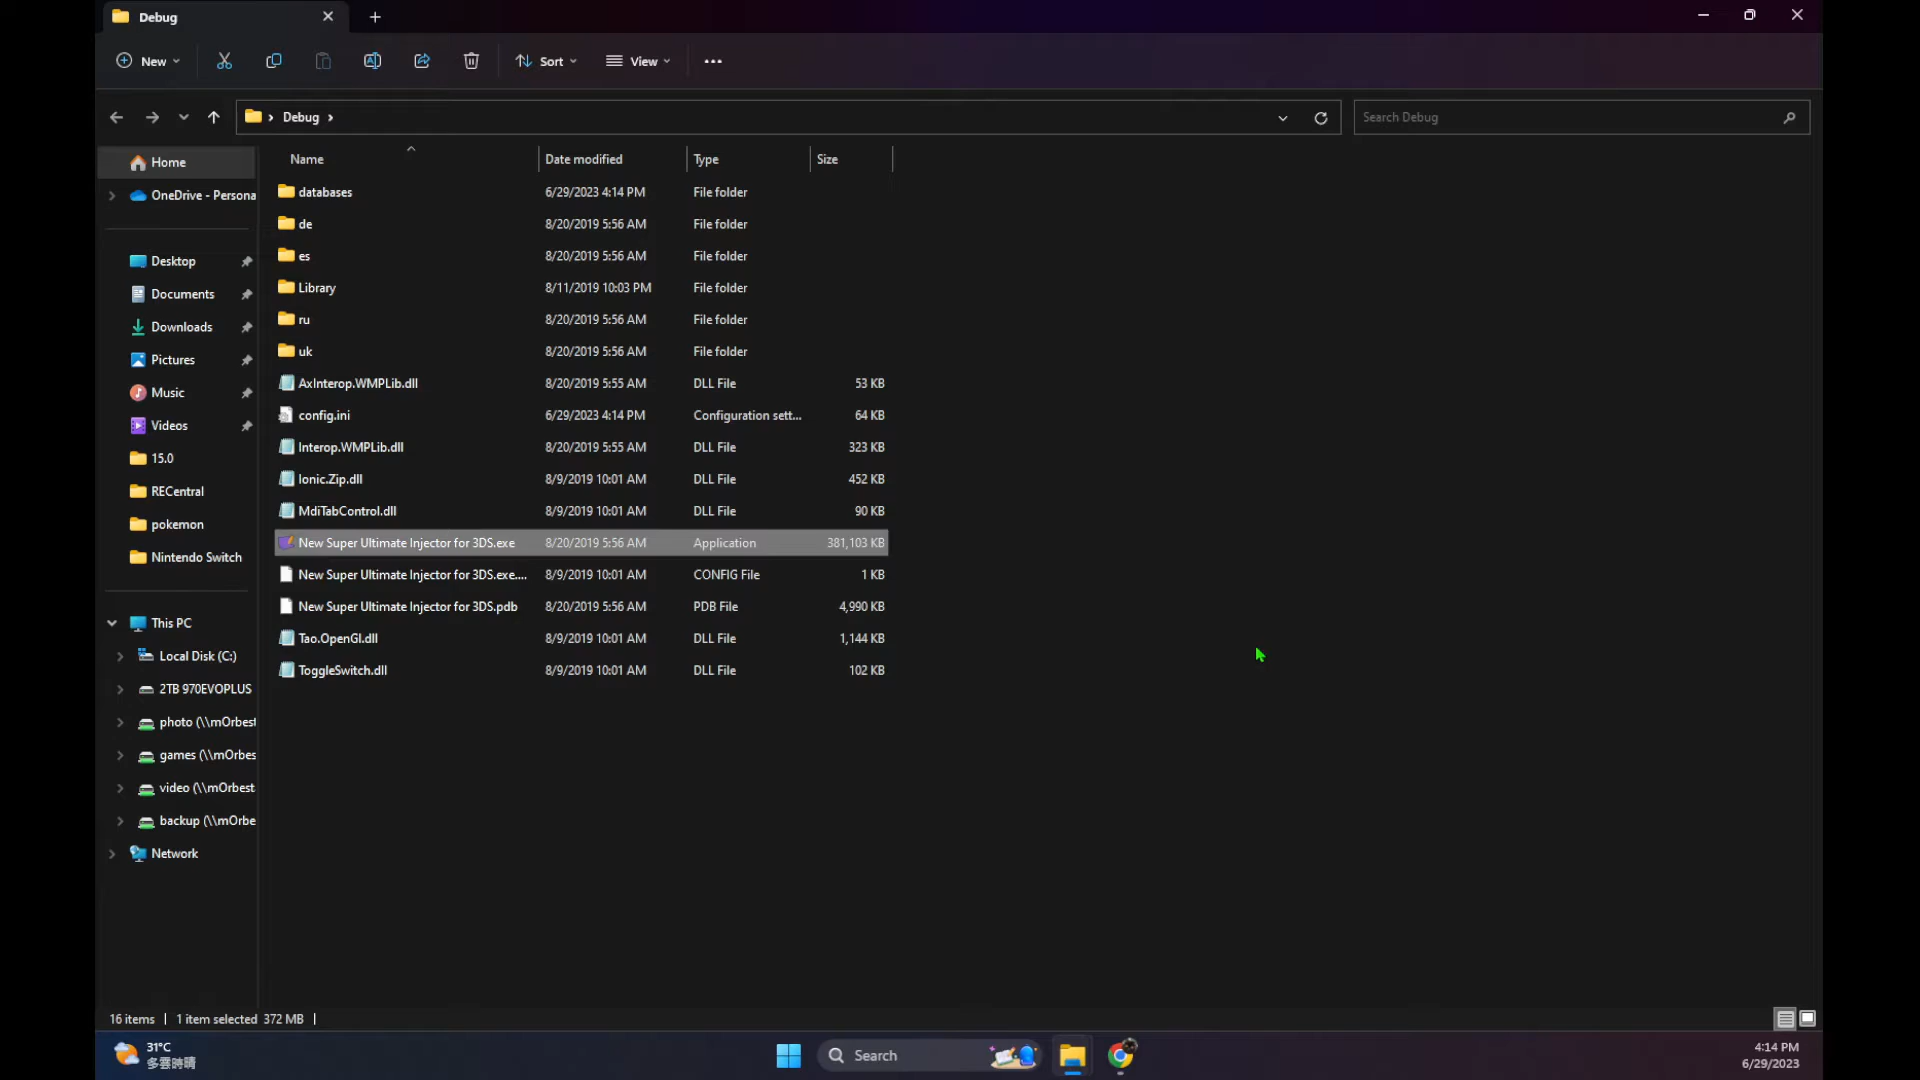 Debug
New
Sort
View
Debug
Search Debug
Name
Date modified
Type
Size
Home
OneDrive - Persona
Desktop
Documents
Downloads
Pictures
Music
Videos
15.0
RECentral
pokemon
Nintendo Switch
This PC
Local Disk (C:)
2TB 970EVOPLUS
photo (\\mOrbest
games (\\mOrbes
video (\\mOrbest
backup (\\mOrbe
Network
databases 6/29/2023 4:14 PM File folder
de 8/20/2019 5:56 AM File folder
es 8/20/2019 5:56 AM File folder
Library 8/11/2019 10:03 PM File folder
ru 8/20/2019 5:56 AM File folder
uk 8/20/2019 5:56 AM File folder
AxInterop.WMPLib.dll 8/20/2019 5:55 AM DLL File 53 KB
config.ini 6/29/2023 4:14 PM Configuration sett... 64 KB
Interop.WMPLib.dll 8/20/2019 5:55 AM DLL File 323 KB
Ionic.Zip.dll 8/9/2019 10:01 AM DLL File 452 KB
MdiTabControl.dll 8/9/2019 10:01 AM DLL File 90 KB
New Super Ultimate Injector for 3DS.exe 8/20/2019 5:56 AM Application 381,103 KB
New Super Ultimate Injector for 3DS.exe.... 8/9/2019 10:01 AM CONFIG File 1 KB
New Super Ultimate Injector for 3DS.pdb 8/20/2019 5:56 AM PDB File 4,990 KB
Tao.OpenGl.dll 8/9/2019 10:01 AM DLL File 1,144 KB
ToggleSwitch.dll 8/9/2019 10:01 AM DLL File 102 KB
16 items 1 item selected 372 MB
31°C
多雲時晴
Search
4:14 PM
6/29/2023